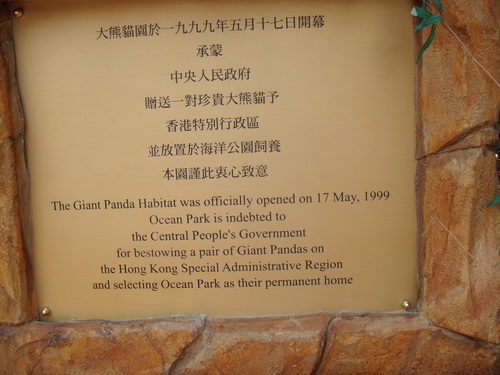 大熊貓園於一九九九年五月十七日開幕
承蒙
中央人民政府
贈送一對珍貴大熊貓予
香港特別行政區
並放置於海洋公園飼養
本園謹此衷心致意
The Giant Panda Habitat was officially opened on 17 May, 1999
Ocean Park is indebted to
the Central People's Government
for bestowing a pair of Giant Pandas on
the Hong Kong Special Administrative Region
and selecting Ocean Park as their permanent home